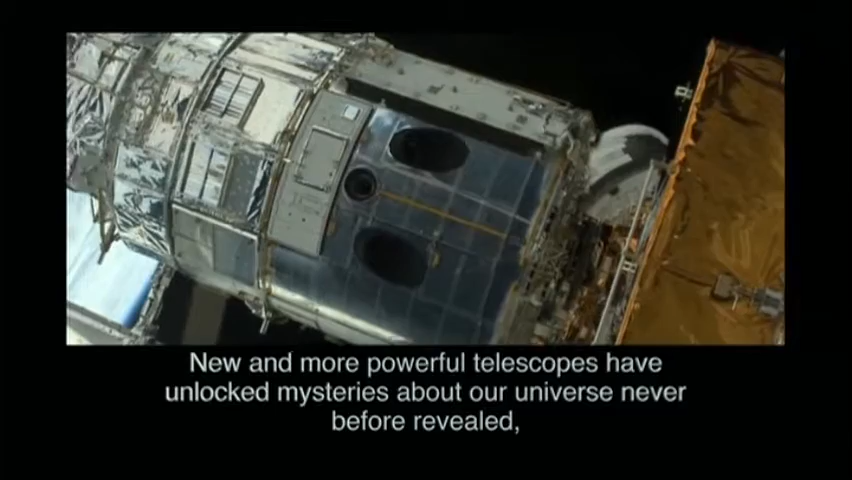 New and more powerful telescopes have
unlocked mysteries about our universe never
before revealed,